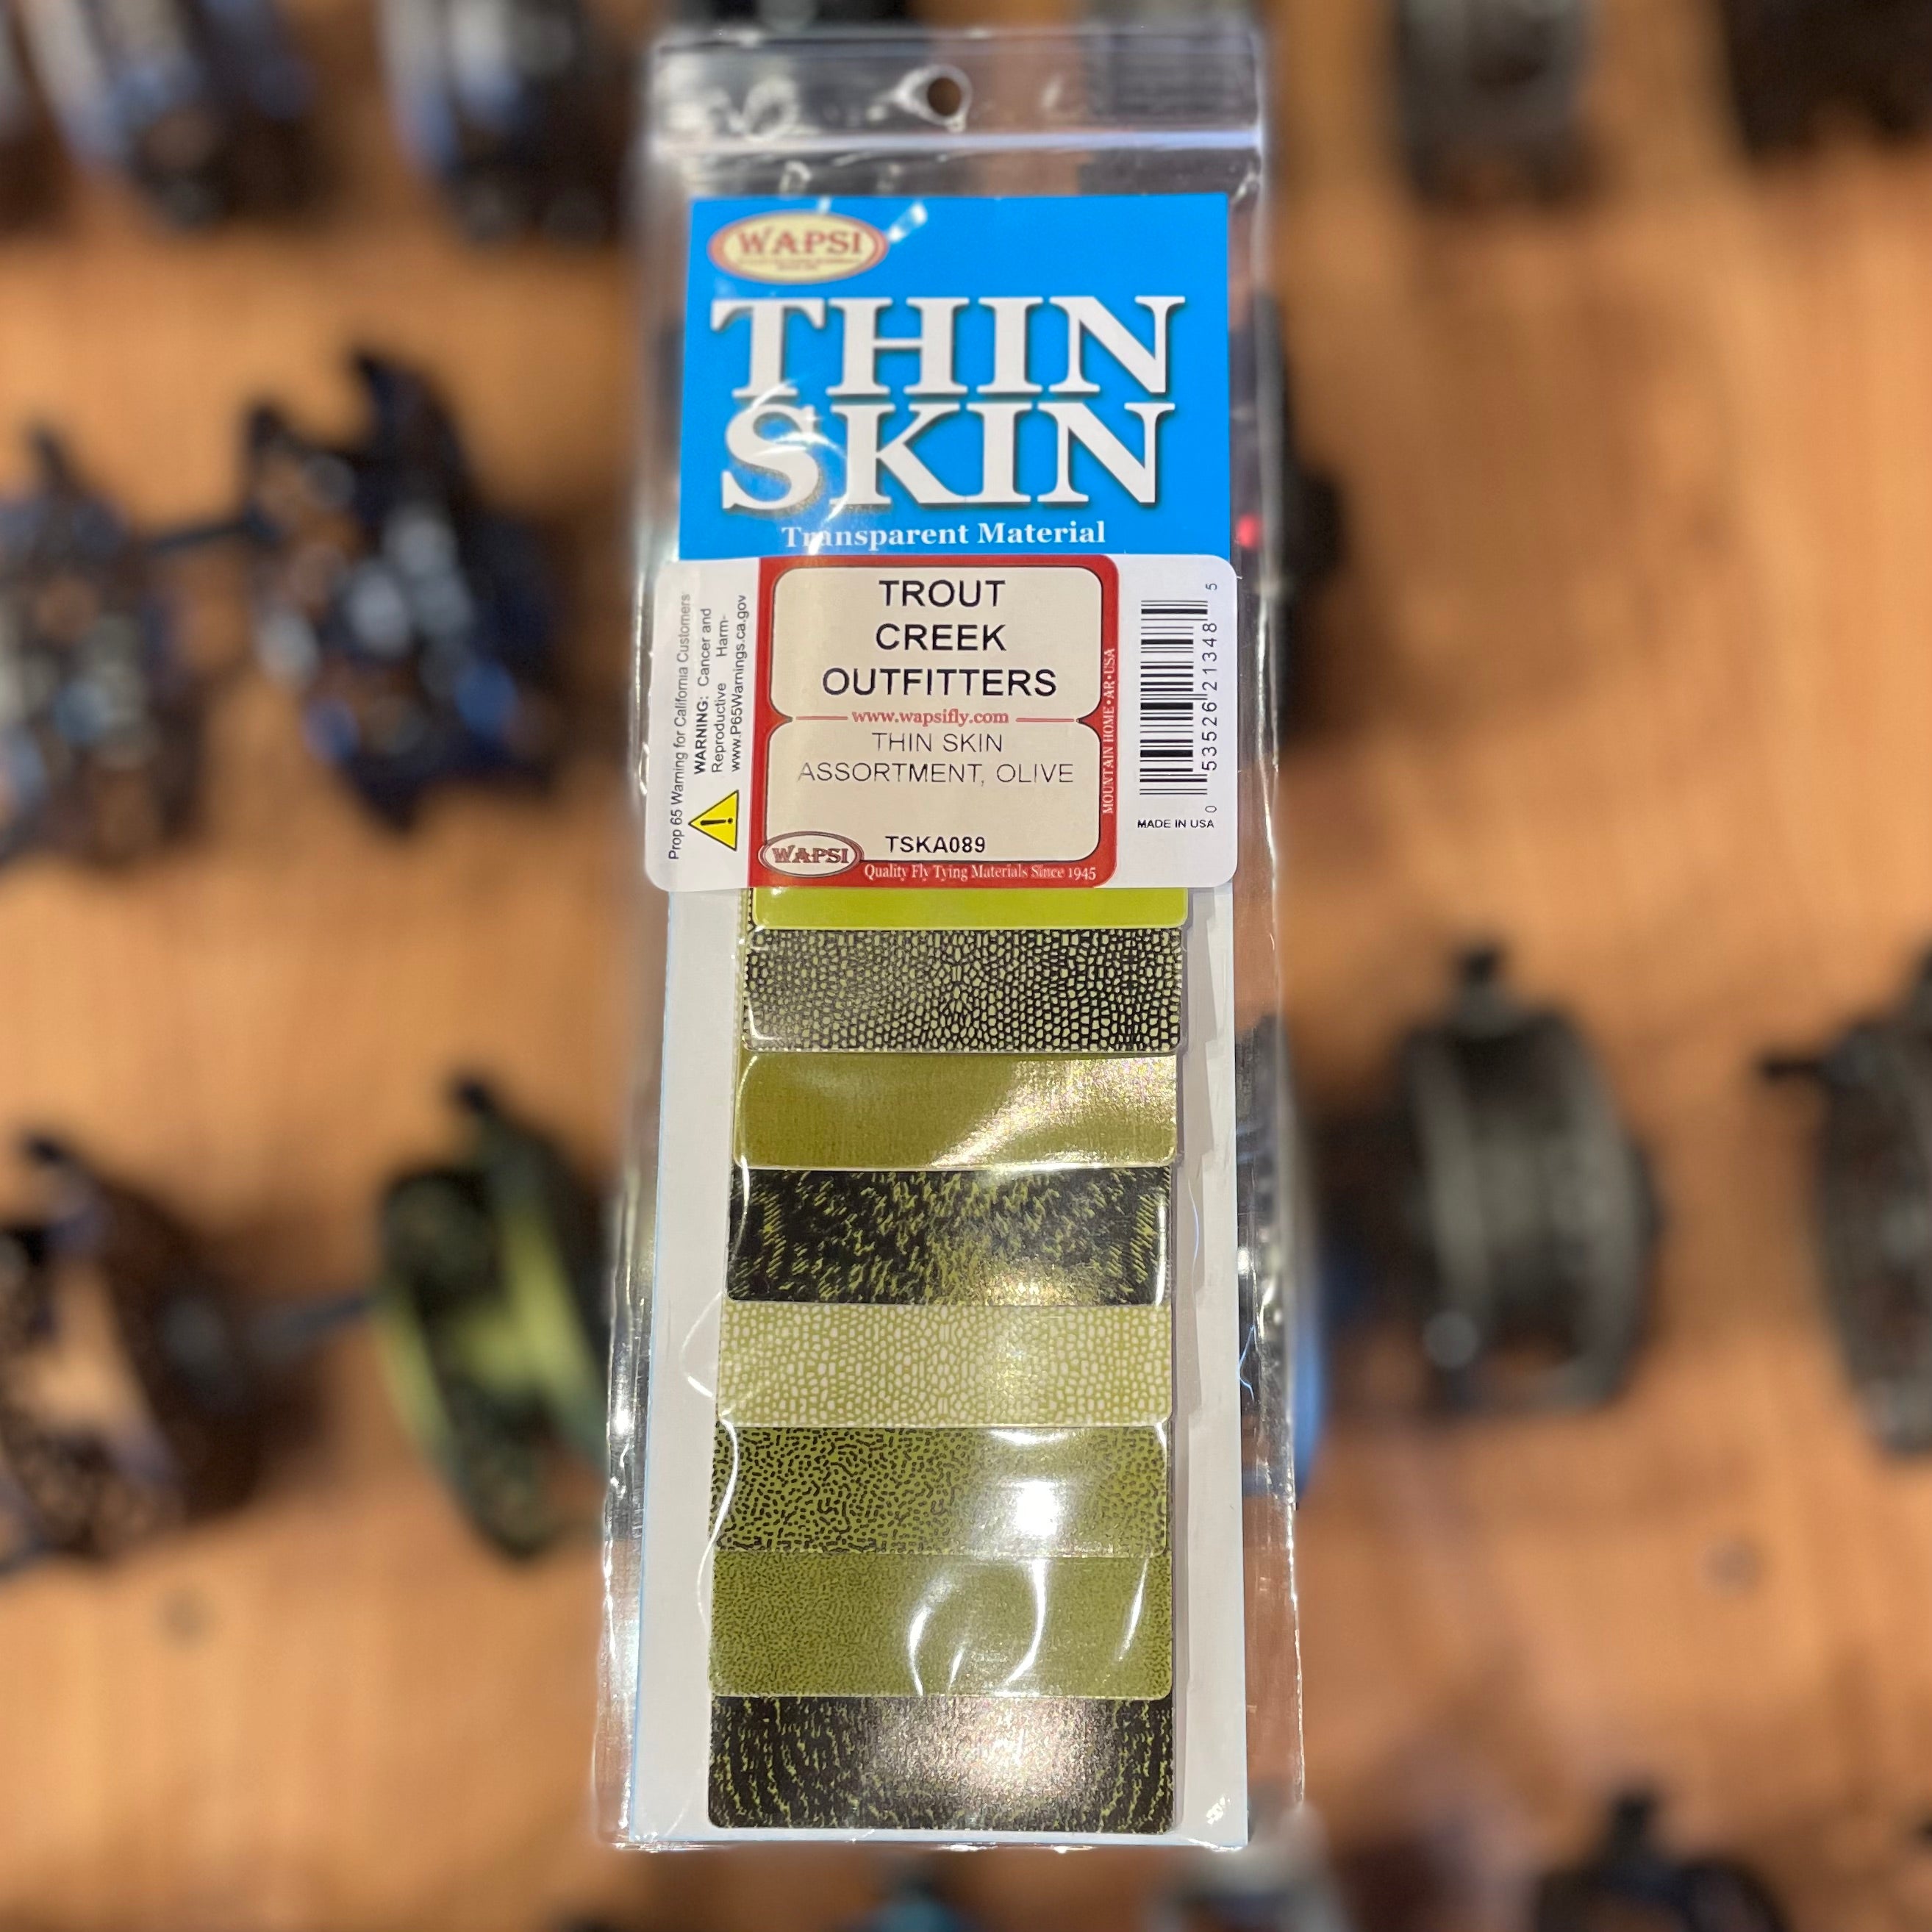 WAPSI
THIN
SKIN
Transparent Material
Prop 65 Warning for California Customers
WARNING: Cancer and
Reproductive Harm-
www.P65Warnings.ca.gov
TROUT
CREEK
OUTFITTERS
www.wapsifly.com
THIN SKIN
ASSORTMENT, OLIVE
TSKA089
WAPSI
Quality Fly Tying Materials Since 1945
MOUNTAIN HOME•AR•USA
0 53526 21348 5
MADE IN USA